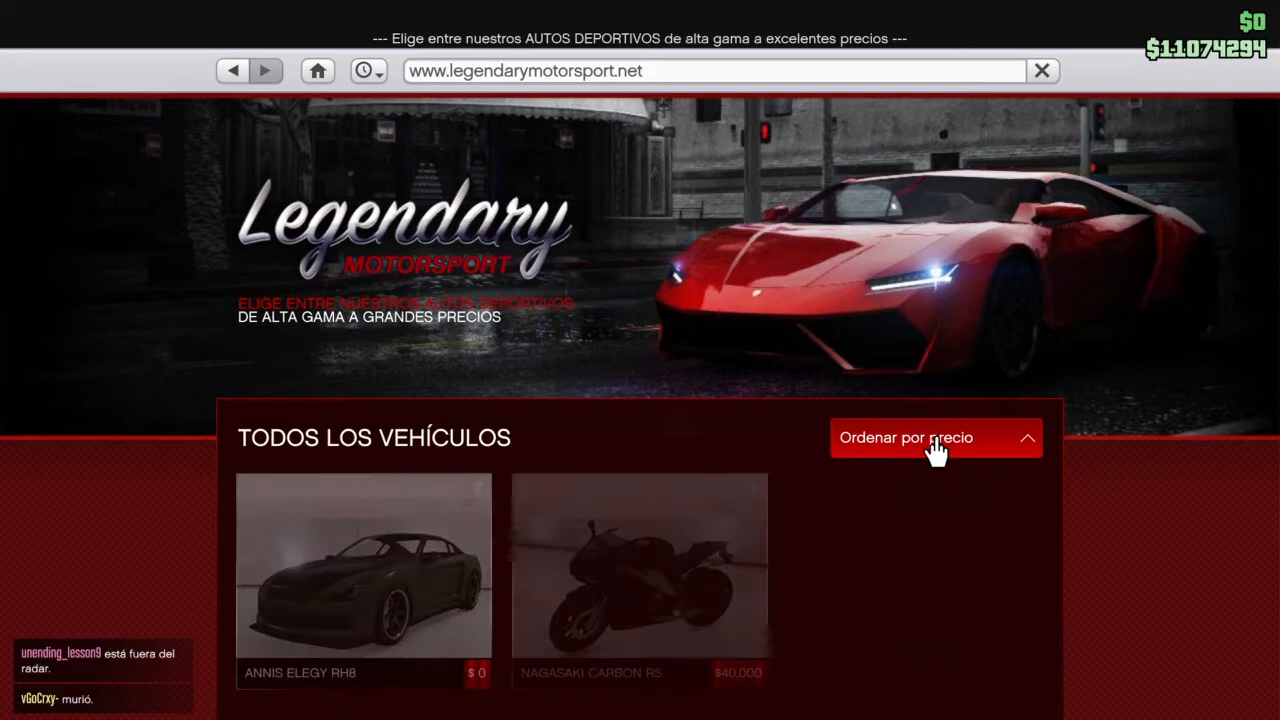 $0
$11074294
--- Elige entre nuestros AUTOS DEPORTIVOS de alta gama a excelentes precios ---
www.legendarymotorsport.net
Legendary
MOTORSPORT
ELIGE ENTRE NUESTROS AUTOS DEPORTIVOS
DE ALTA GAMA A GRANDES PRECIOS
TODOS LOS VEHÍCULOS
Ordenar por precio
ANNIS ELEGY RH8
$ 0
NAGASAKI CARBON RS
$40,000
unending_lesson9 está fuera del
radar.
vGoCrxy- murió.